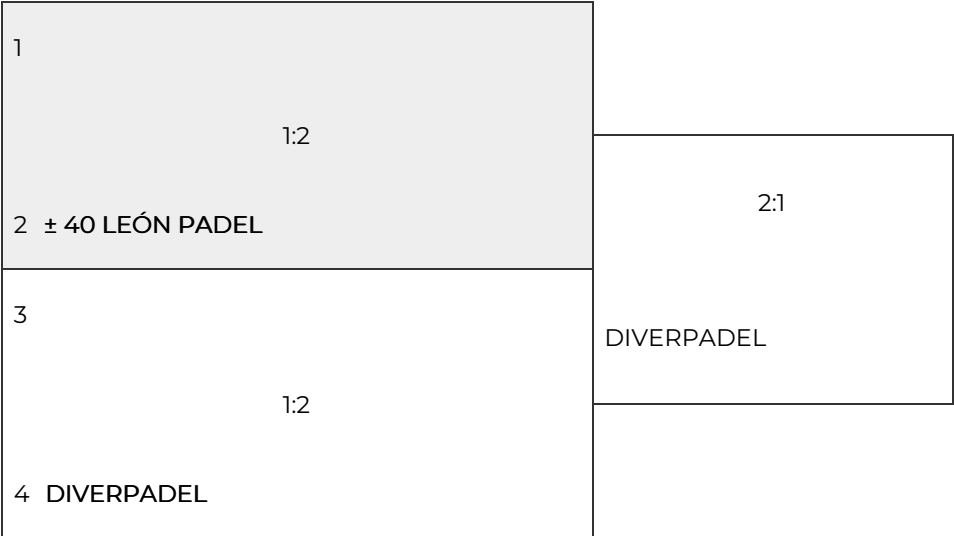 1
1:2
2 ± 40 LEÓN PADEL
2:1
DIVERPADEL
3
1:2
4 DIVERPADEL